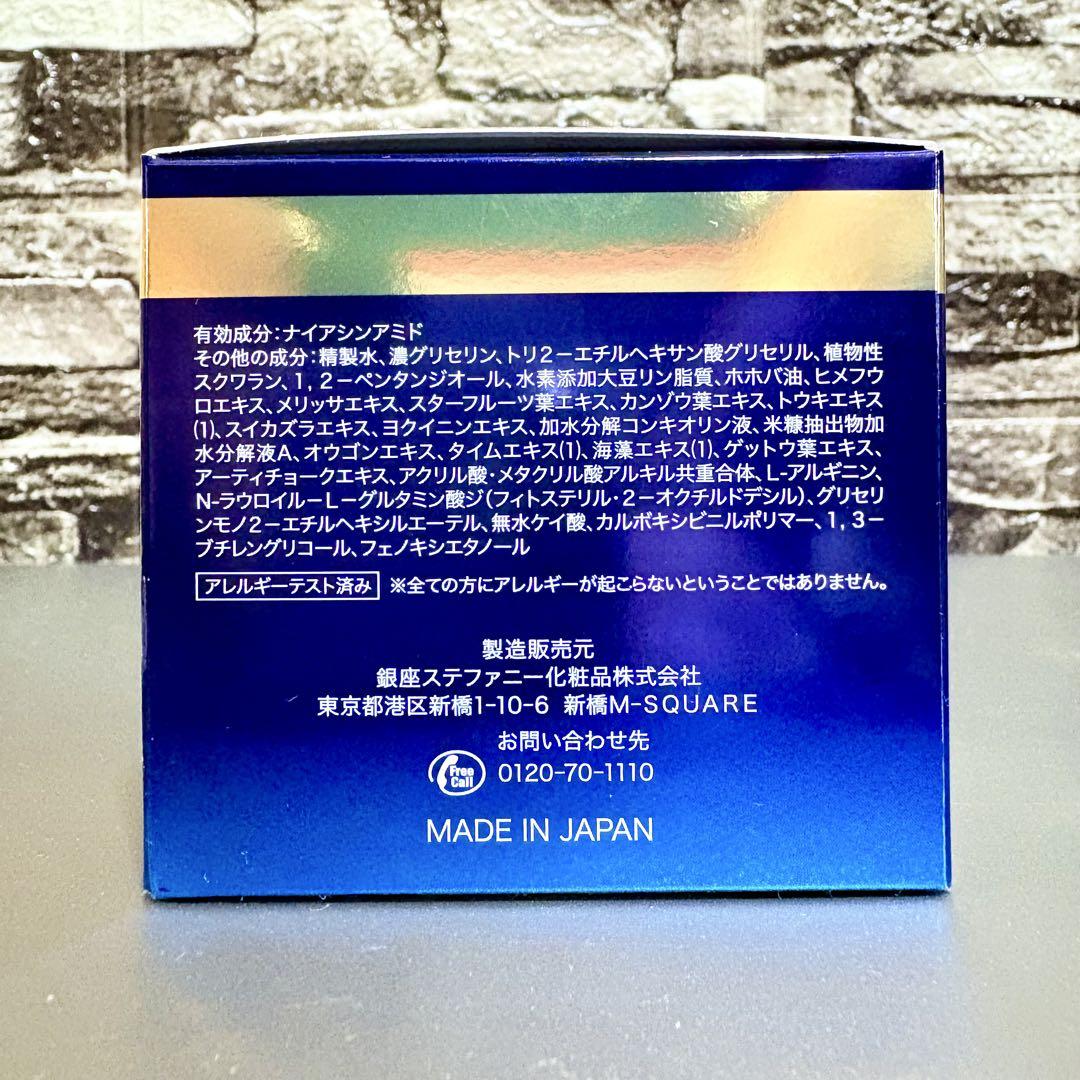 有効成分：ナイアシンアミド
その他の成分：精製水、濃グリセリン、トリ２－エチルヘキサン酸グリセリル、植物性
スクワラン、１，２－ペンタンジオール、水素添加大豆リン脂質、ホホバ油、ヒメフウ
ロエキス、メリッサエキス、スターフルーツ葉エキス、カンゾウ葉エキス、トウキエキス
(1)、スイカズラエキス、ヨクイニンエキス、加水分解コンキオリン液、米糠抽出物加
水分解液A、オウゴンエキス、タイムエキス(1)、海藻エキス(1)、ゲットウ葉エキス、
アーティチョークエキス、アクリル酸・メタクリル酸アルキル共重合体、L-アルギニン、
N-ラウロイル－Ｌ－グルタミン酸ジ（フィトステリル・２－オクチルドデシル）、グリセリ
ンモノ２－エチルヘキシルエーテル、無水ケイ酸、カルボキシビニルポリマー、１，３－
ブチレングリコール、フェノキシエタノール
アレルギーテスト済み ※全ての方にアレルギーが起こらないということではありません。
製造販売元
銀座ステファニー化粧品株式会社
東京都港区新橋1-10-6 新橋M-SQUARE
お問い合わせ先
Free Call 0120-70-1110
MADE IN JAPAN